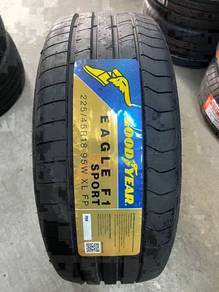 GOODYEAR
EAGLE F1
SPORT
225/45R18 95W XL FP